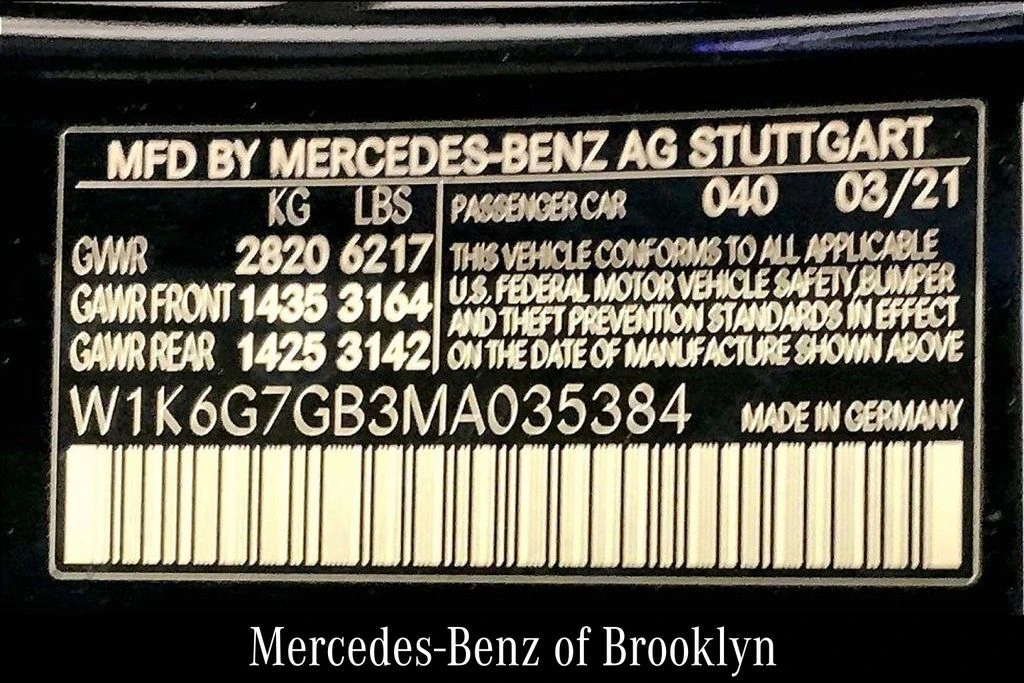 MFD BY MERCEDES-BENZ AG STUTTGART
KG LBS
GVWR 2820 6217
GAWR FRONT 1435 3164
GAWR REAR 1425 3142
PASSENGER CAR 040 03/21
THIS VEHICLE CONFORMS TO ALL APPLICABLE
U.S. FEDERAL MOTOR VEHICLE SAFETY,BUMPER
AND THEFT PREVENTION STANDARDS IN EFFECT
ON THE DATE OF MANUFACTURE SHOWN ABOVE
W1K6G7GB3MA035384 MADE IN GERMANY
Mercedes-Benz of Brooklyn